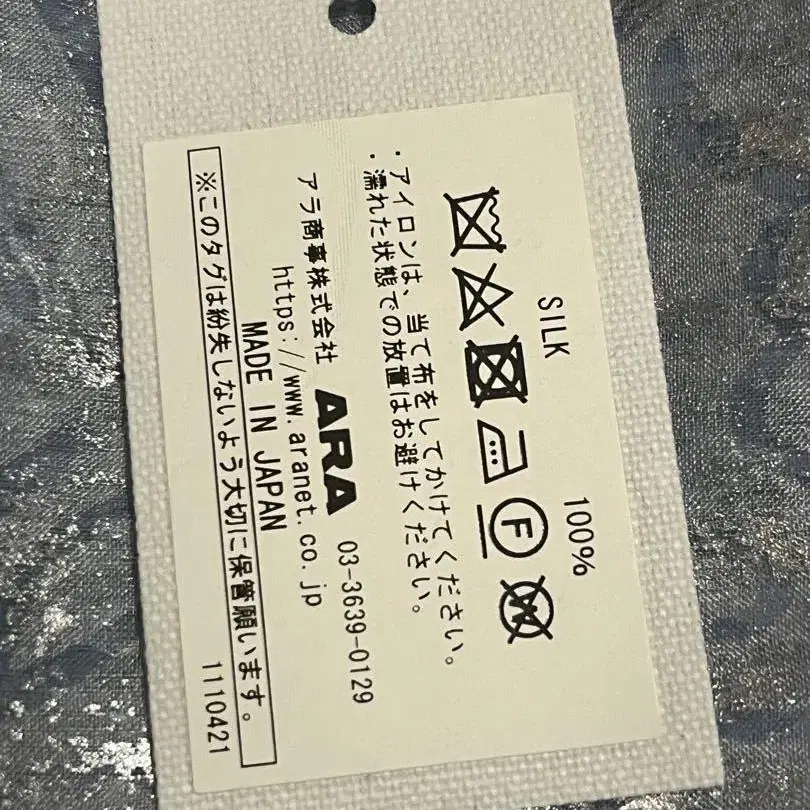 SILK 100%
F
W
・アイロンは、当て布をしてかけてください。
・濡れた状態での放置はお避けください。
アラ商事株式会社 ARA 03-3639-0129
https://www.aranet.co.jp
MADE IN JAPAN
※このタグは紛失しないよう大切に保管願います。
1110421